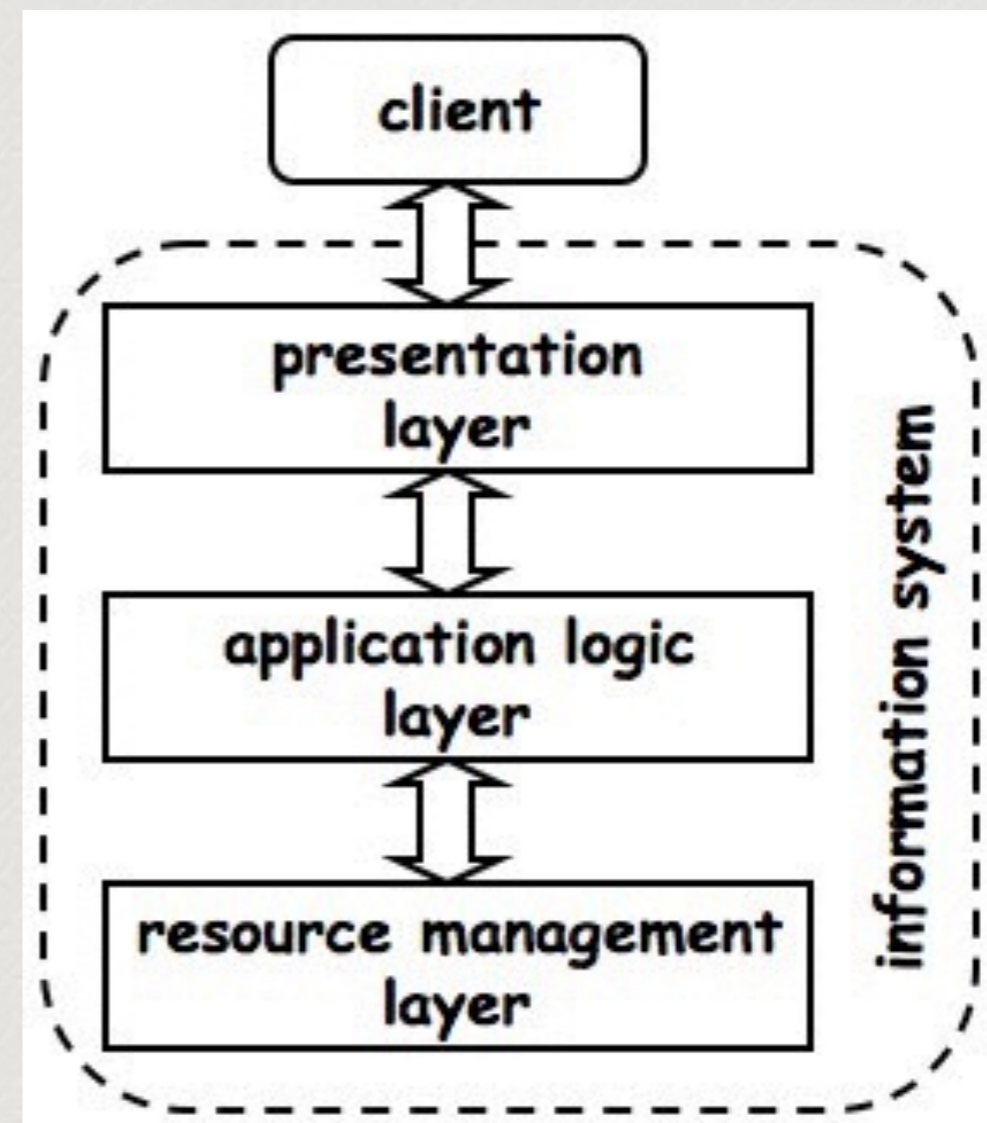 client
presentation
layer
application logic
layer
resource management
layer
information system